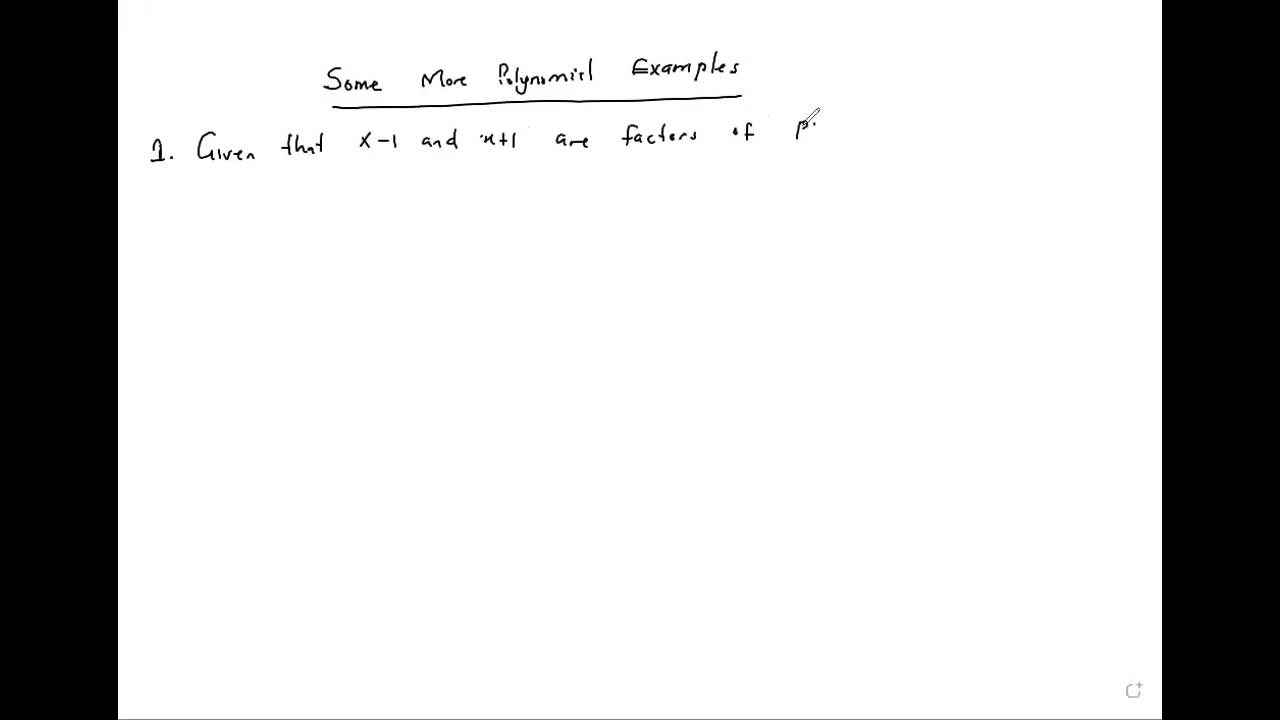 Some More Polynomial Examples
1. Given that x-1 and x+1 are factors of p